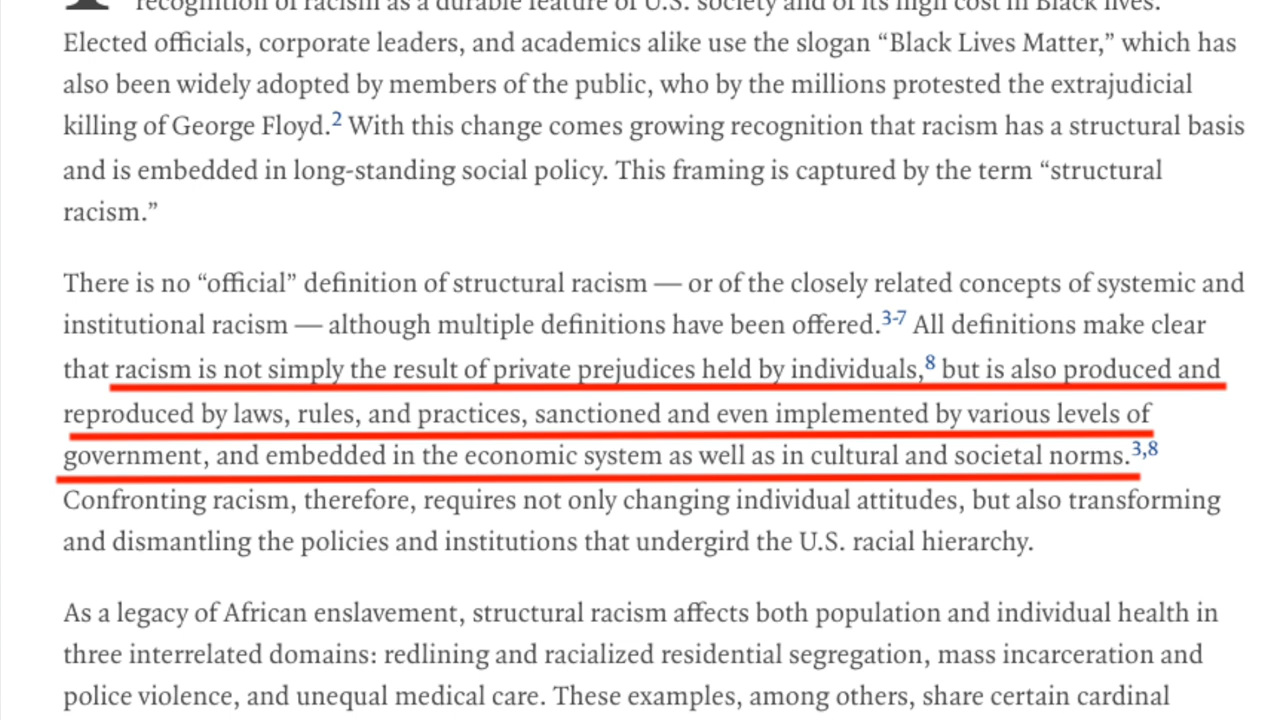 recognition of racism as a durable feature of U.S. society and of its high cost in Black lives.
Elected officials, corporate leaders, and academics alike use the slogan “Black Lives Matter,” which has
also been widely adopted by members of the public, who by the millions protested the extrajudicial
killing of George Floyd.2 With this change comes growing recognition that racism has a structural basis
and is embedded in long-standing social policy. This framing is captured by the term “structural
racism.”
There is no “official” definition of structural racism — or of the closely related concepts of systemic and
institutional racism — although multiple definitions have been offered.3-7 All definitions make clear
that racism is not simply the result of private prejudices held by individuals,8 but is also produced and
reproduced by laws, rules, and practices, sanctioned and even implemented by various levels of
government, and embedded in the economic system as well as in cultural and societal norms.3,8
Confronting racism, therefore, requires not only changing individual attitudes, but also transforming
and dismantling the policies and institutions that undergird the U.S. racial hierarchy.
As a legacy of African enslavement, structural racism affects both population and individual health in
three interrelated domains: redlining and racialized residential segregation, mass incarceration and
police violence, and unequal medical care. These examples, among others, share certain cardinal